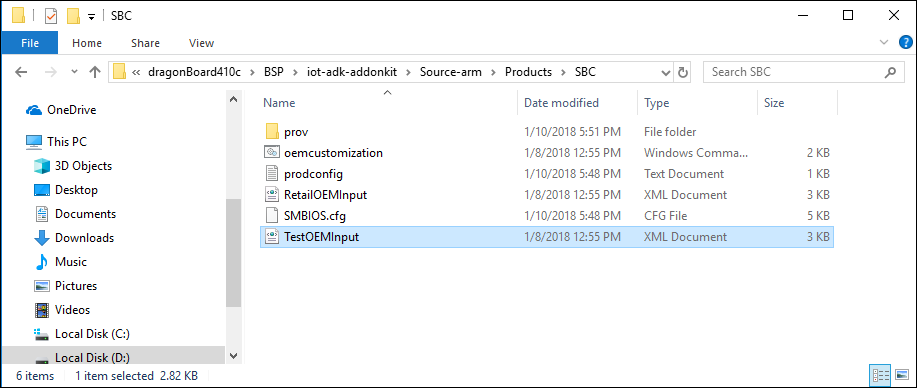 SBC
File Home Share View
« dragonBoard410c > BSP > iot-adk-addonkit > Source-arm > Products > SBC Search SBC
OneDrive
This PC
3D Objects
Desktop
Documents
Downloads
Music
Pictures
Videos
Local Disk (C:)
Local Disk (D:)
Name Date modified Type Size
prov 1/10/2018 5:51 PM File folder
oemcustomization 1/8/2018 12:55 PM Windows Comma... 2 KB
prodconfig 1/10/2018 5:48 PM Text Document 1 KB
RetailOEMInput 1/8/2018 12:55 PM XML Document 3 KB
SMBIOS.cfg 1/10/2018 5:48 PM CFG File 5 KB
TestOEMInput 1/8/2018 12:55 PM XML Document 3 KB
6 items 1 item selected 2.82 KB